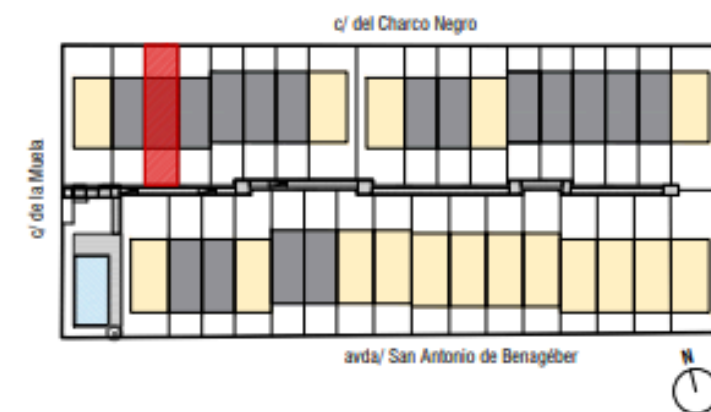 c/ del Charco Negro
c/ de la Muela
avda/ San Antonio de Benagéber
N